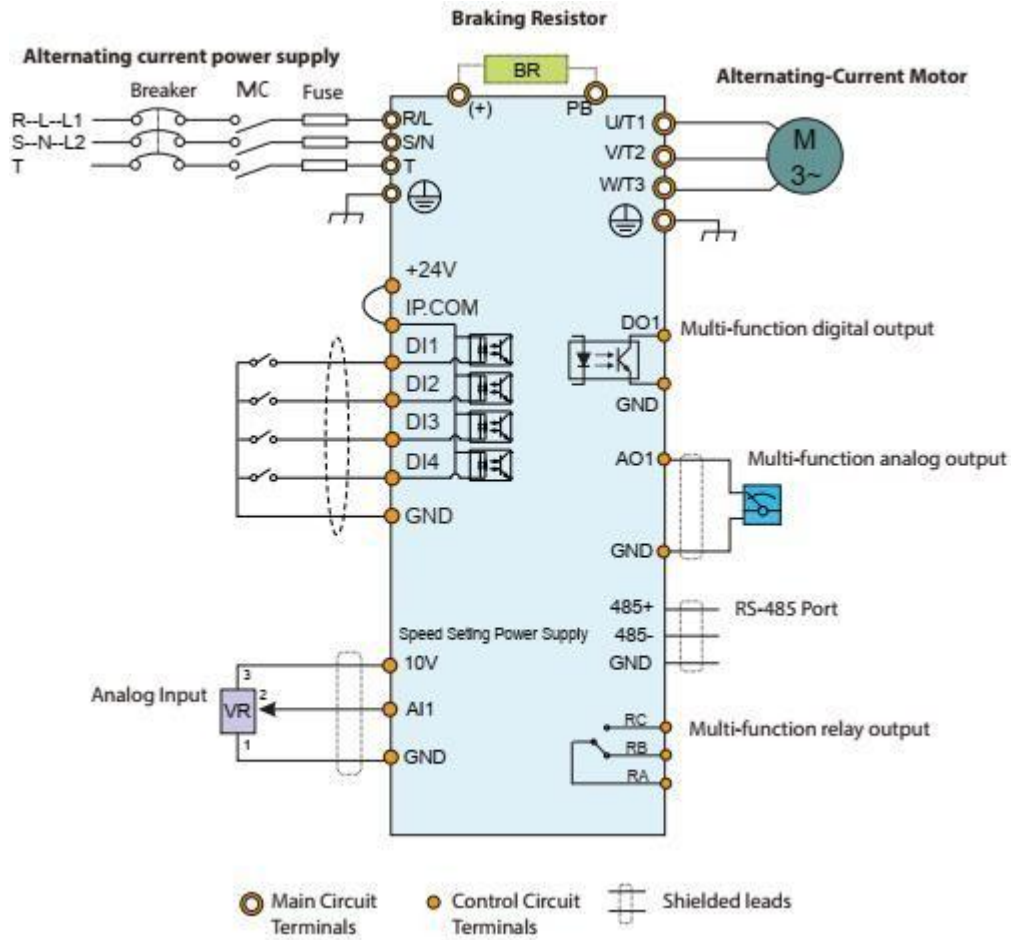 Braking Resistor
Alternating current power supply
BR
Alternating-Current Motor
Breaker
MC
Fuse
(+)
PB
R--L--L1
R/L
U/T1
S--N--L2
S/N
V/T2
M
3~
T
T
W/T3
+24V
IP.COM
DO1
Multi-function digital output
DI1
DI2
GND
DI3
DI4
AO1
Multi-function analog output
GND
GND
485+
RS-485 Port
Speed Seting Power Supply
485-
10V
GND
3
Analog Input
VR
2
AI1
1
GND
RC
Multi-function relay output
RB
RA
Main Circuit
Terminals
Control Circuit
Terminals
Shielded leads